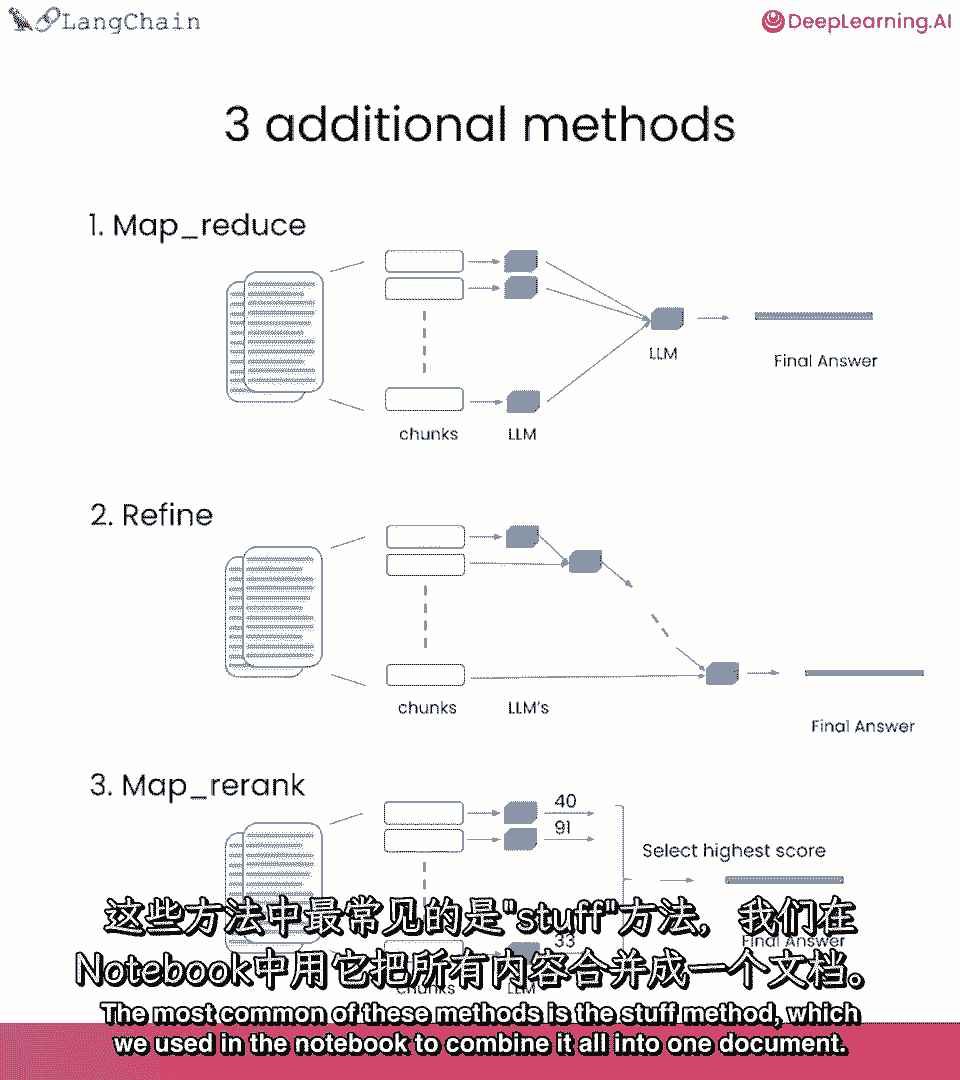 LangChain
DeepLearning.AI
3 additional methods
1. Map_reduce
LLM
Final Answer
chunks
LLM
2. Refine
chunks
LLM's
Final Answer
3. Map_rerank
40
91
Select highest score
33
Final Answer
chunks
LLM
这些方法中最常见的是"stuff"方法，我们在
Notebook中用它把所有内容合并成一个文档。
The most common of these methods is the stuff method, which
we used in the notebook to combine it all into one document.